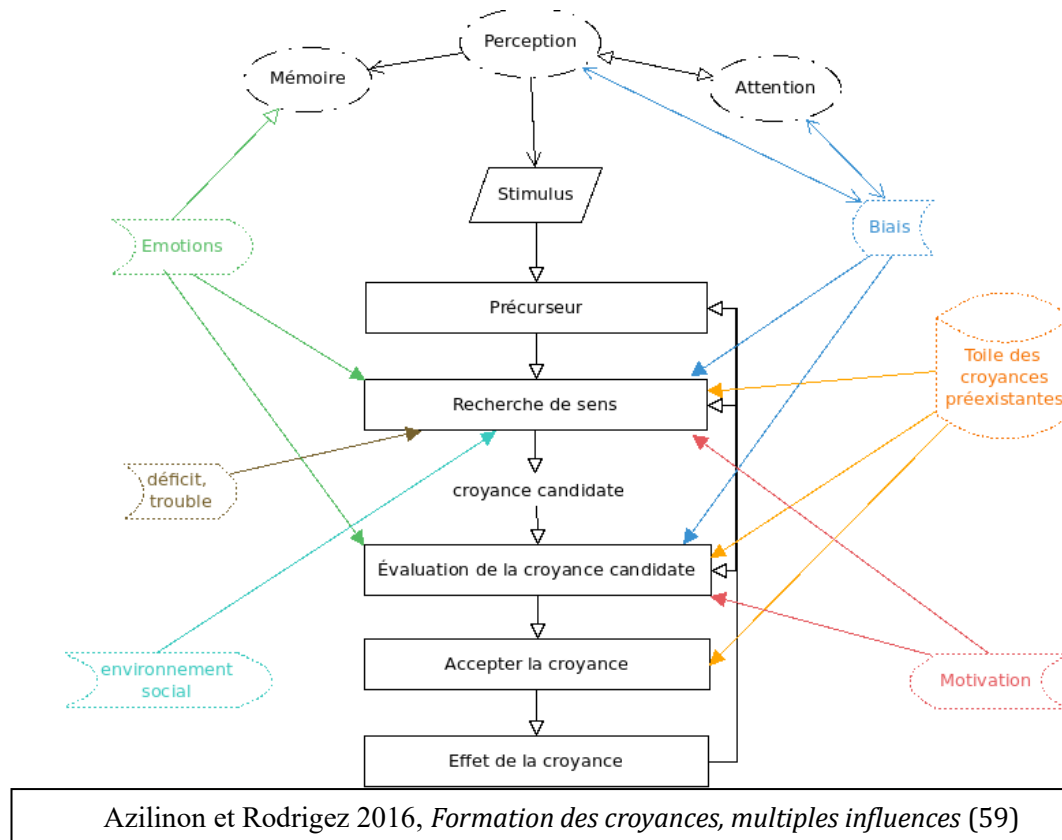 Perception
Mémoire
Attention
Stimulus
Emotions
Biais
Précurseur
Toile des
croyances
préexistantes
Recherche de sens
déficit,
trouble
croyance candidate
Évaluation de la croyance candidate
environnement
social
Accepter la croyance
Motivation
Effet de la croyance
Azilinon et Rodrigez 2016, Formation des croyances, multiples influences (59)